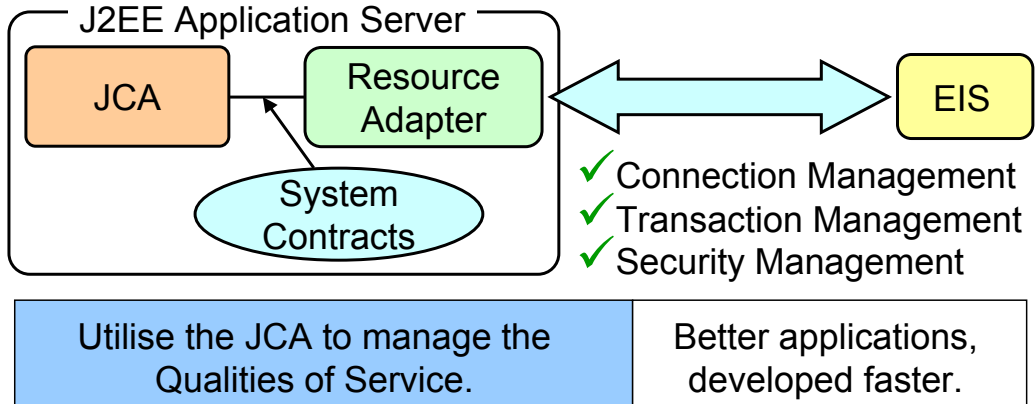 J2EE Application Server
JCA
Resource
Adapter
EIS
System
Contracts
Connection Management
Transaction Management
Security Management
Utilise the JCA to manage the
Qualities of Service.
Better applications,
developed faster.